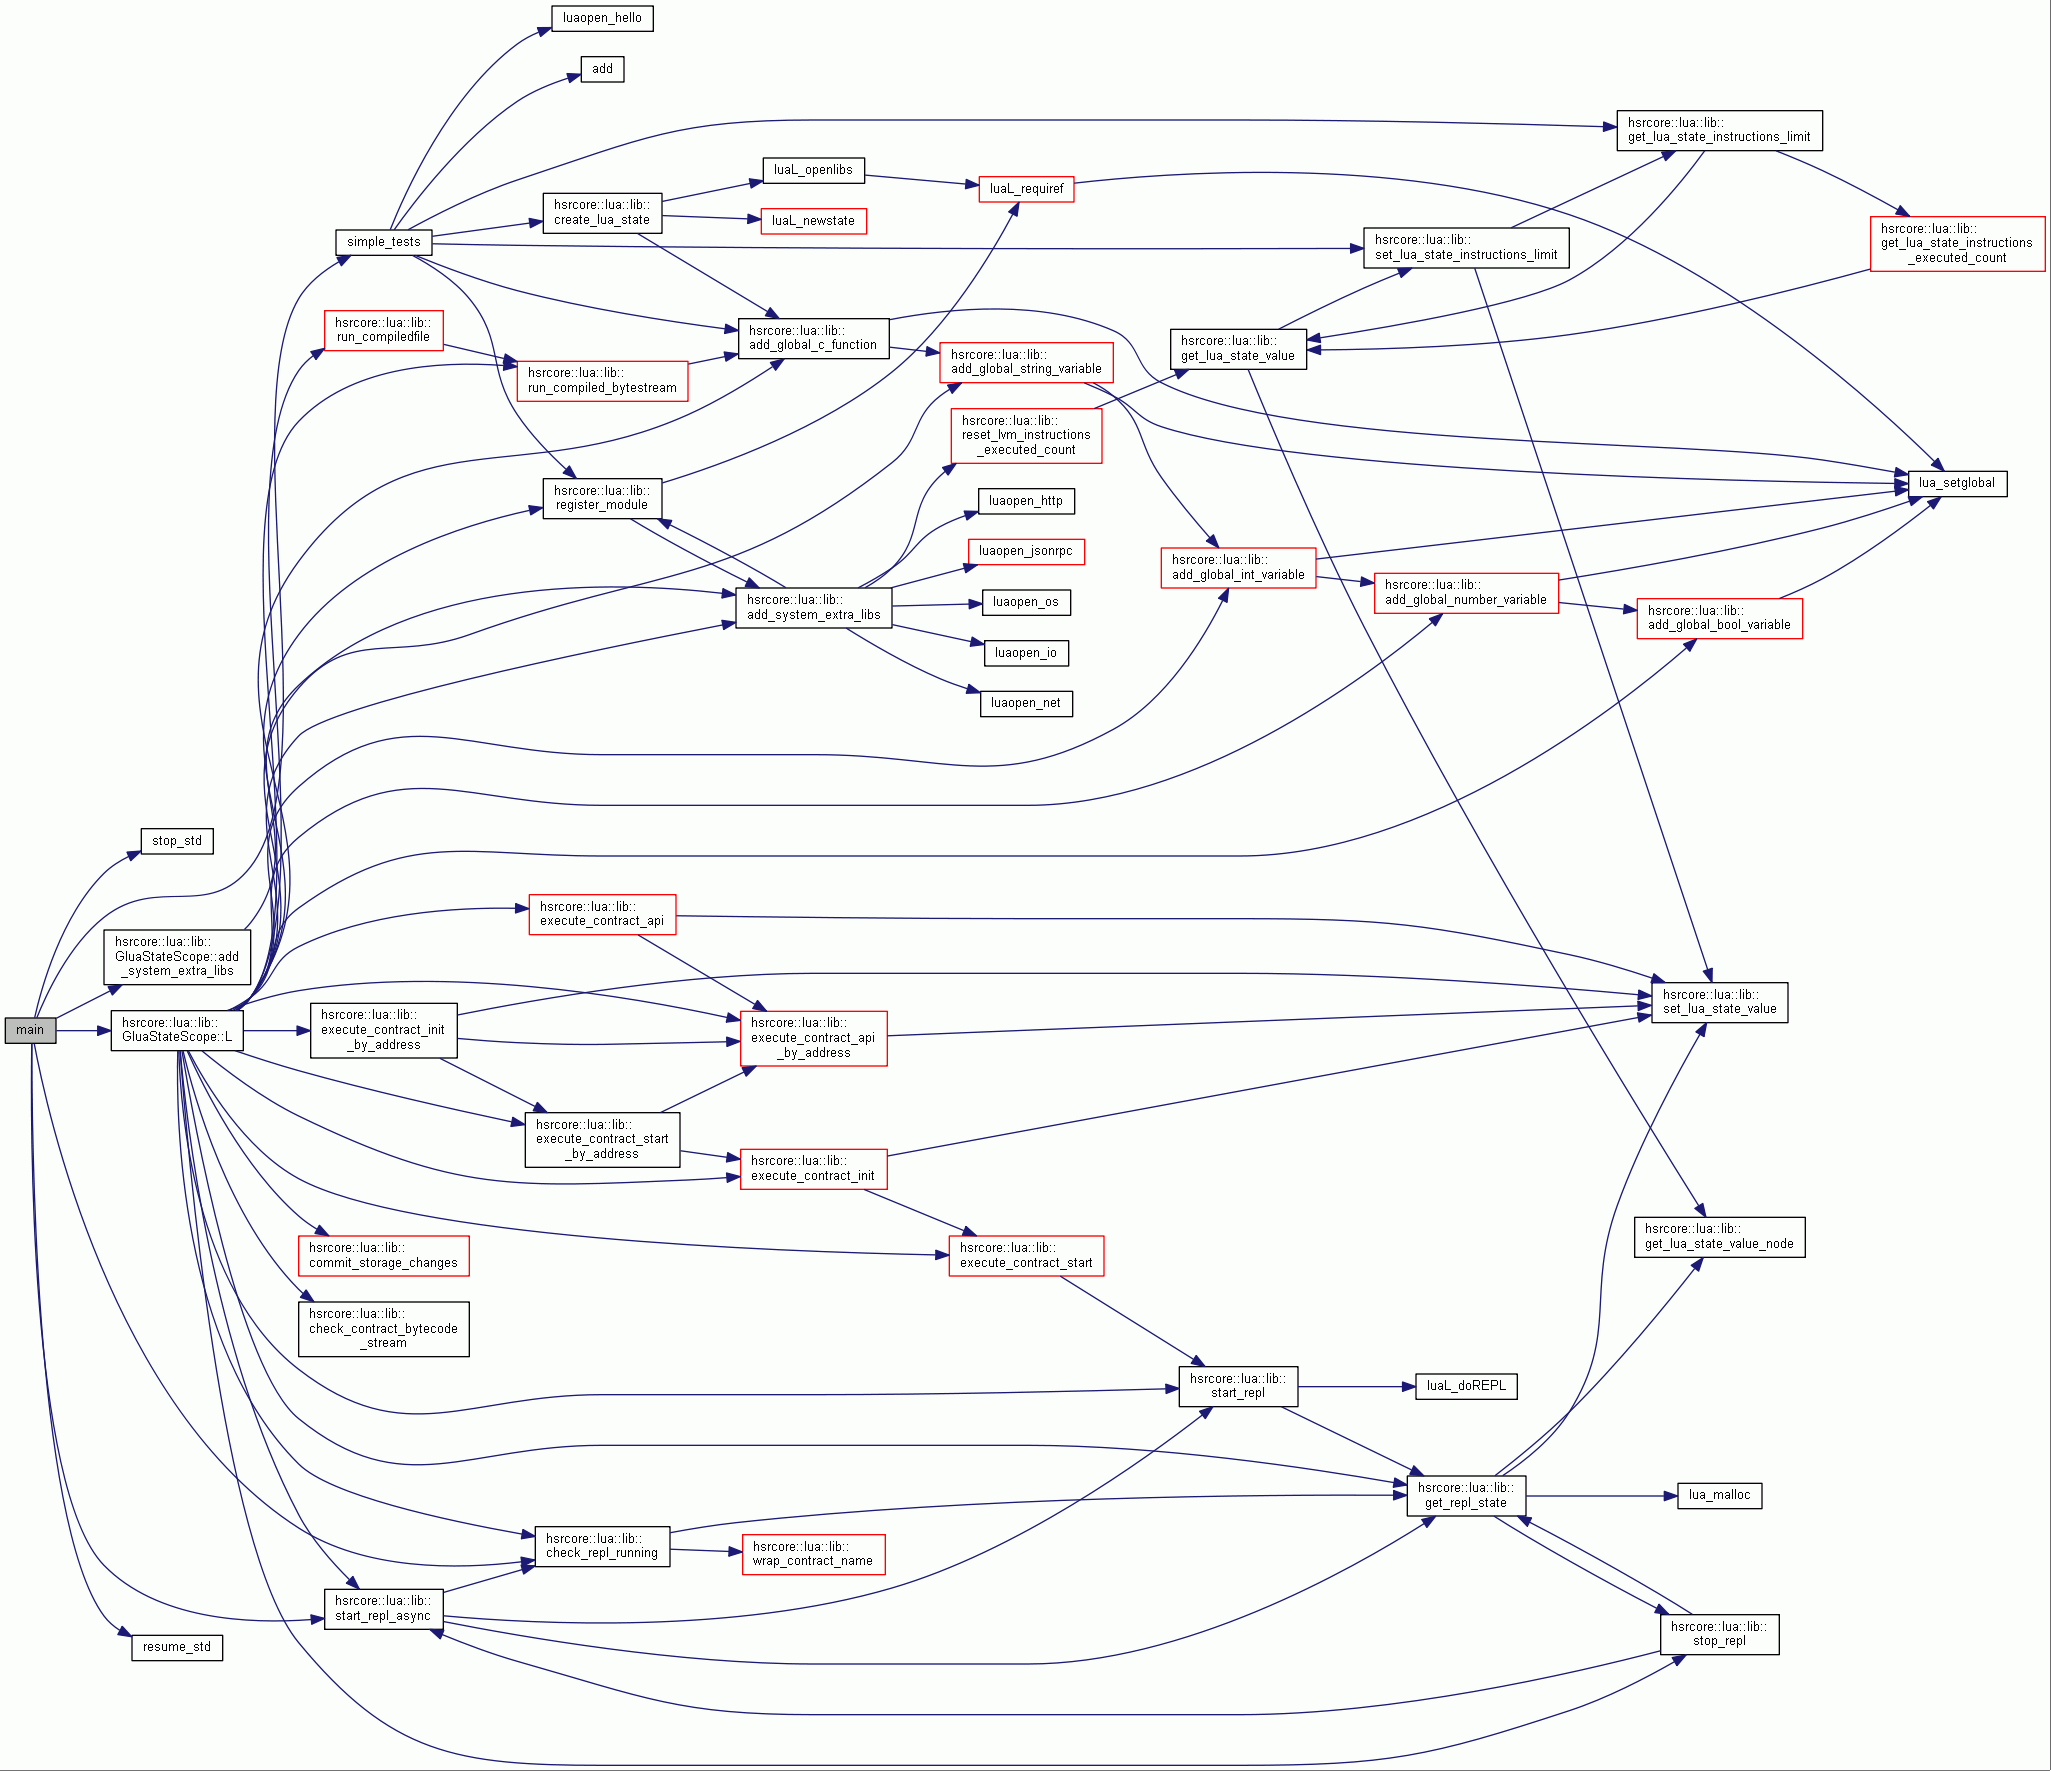 luaopen_hello
add
hsrcore::lua::lib::
get_lua_state_instructions_limit
luaL_openlibs
luaL_requiref
hsrcore::lua::lib::
create_lua_state
luaL_newstate
simple_tests
hsrcore::lua::lib::
set_lua_state_instructions_limit
hsrcore::lua::lib::
get_lua_state_instructions
_executed_count
hsrcore::lua::lib::
run_compiledfile
hsrcore::lua::lib::
add_global_c_function
hsrcore::lua::lib::
get_lua_state_value
hsrcore::lua::lib::
add_global_string_variable
hsrcore::lua::lib::
run_compiled_bytestream
hsrcore::lua::lib::
reset_lvm_instructions
_executed_count
lua_setglobal
hsrcore::lua::lib::
register_module
luaopen_http
luaopen_jsonrpc
hsrcore::lua::lib::
add_global_int_variable
hsrcore::lua::lib::
add_global_number_variable
hsrcore::lua::lib::
add_system_extra_libs
luaopen_os
hsrcore::lua::lib::
add_global_bool_variable
luaopen_io
luaopen_net
stop_std
hsrcore::lua::lib::
execute_contract_api
hsrcore::lua::lib::
GluaStateScope::add
_system_extra_libs
main
hsrcore::lua::lib::
GluaStateScope::L
hsrcore::lua::lib::
execute_contract_init
_by_address
hsrcore::lua::lib::
execute_contract_api
_by_address
hsrcore::lua::lib::
set_lua_state_value
hsrcore::lua::lib::
execute_contract_start
_by_address
hsrcore::lua::lib::
execute_contract_init
hsrcore::lua::lib::
get_lua_state_value_node
hsrcore::lua::lib::
commit_storage_changes
hsrcore::lua::lib::
execute_contract_start
hsrcore::lua::lib::
check_contract_bytecode
_stream
hsrcore::lua::lib::
start_repl
luaL_doREPL
hsrcore::lua::lib::
get_repl_state
lua_malloc
hsrcore::lua::lib::
check_repl_running
hsrcore::lua::lib::
wrap_contract_name
hsrcore::lua::lib::
start_repl_async
hsrcore::lua::lib::
stop_repl
resume_std